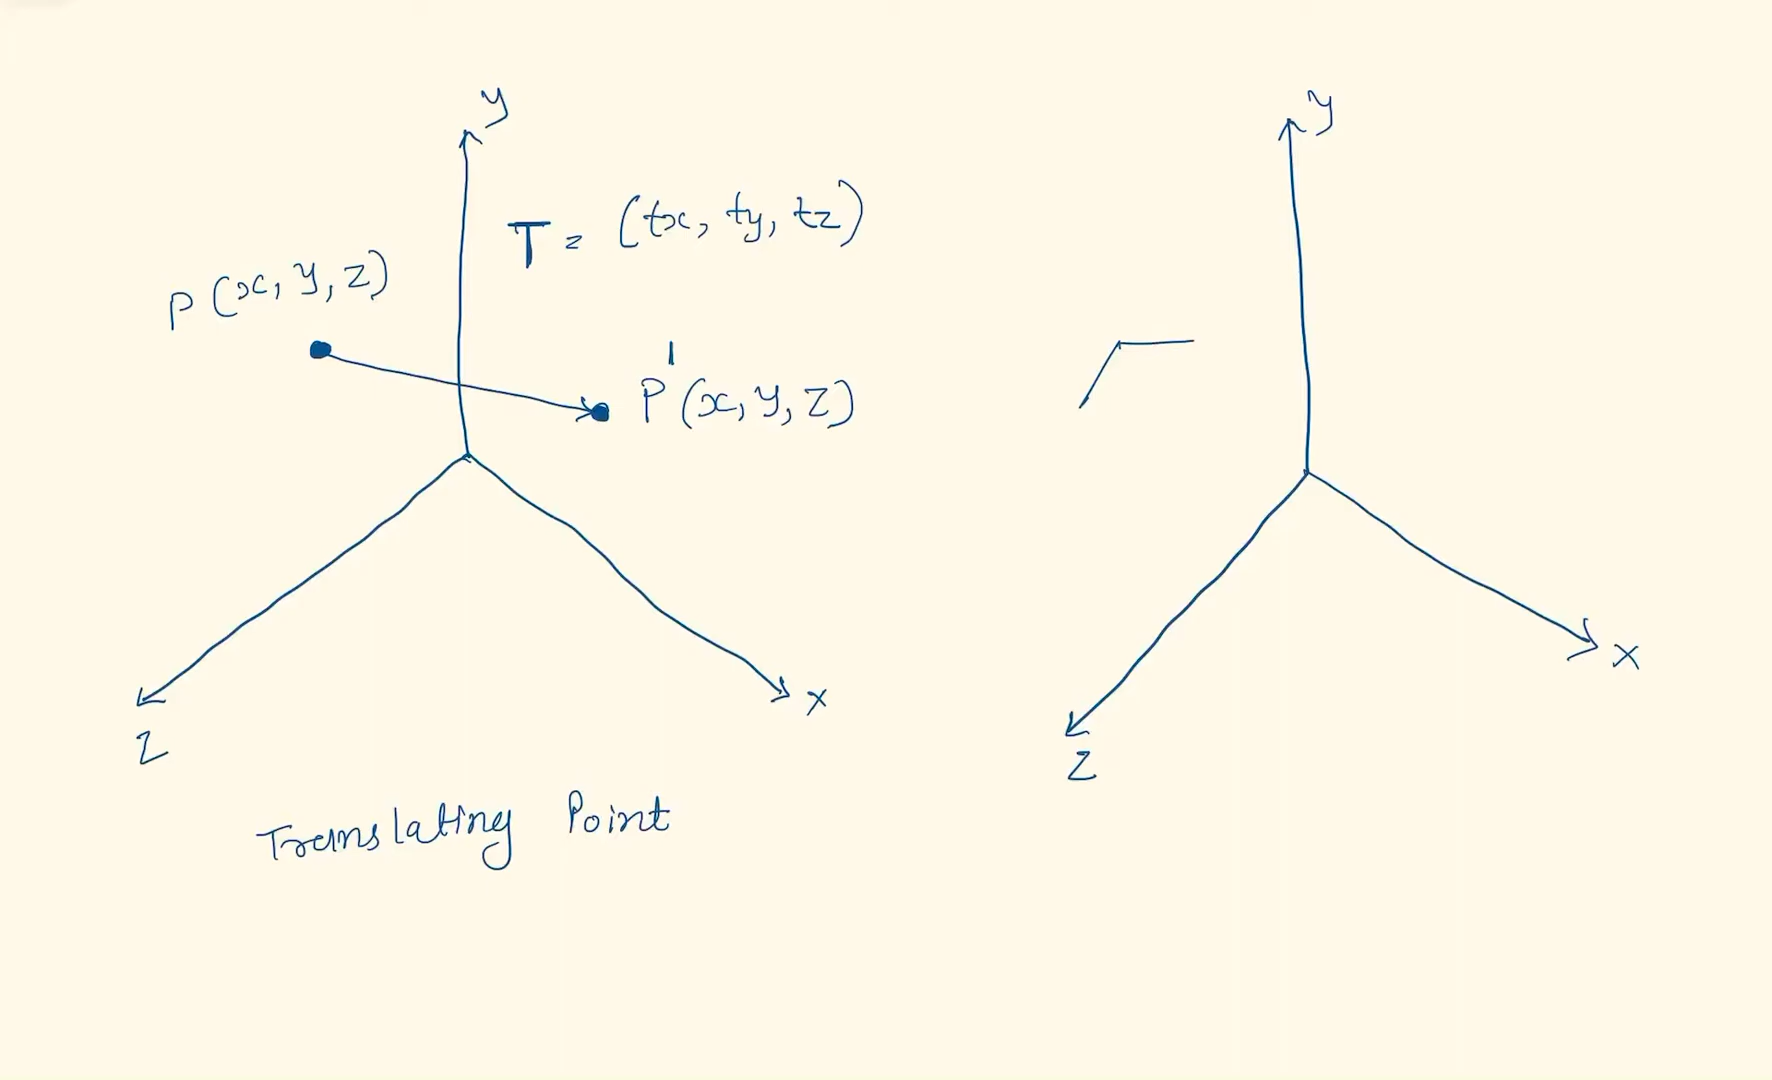 y
T = (tx, ty, tz)
P (x, y, z)
P' (x, y, z)
x
z
Translating Point
y
x
z